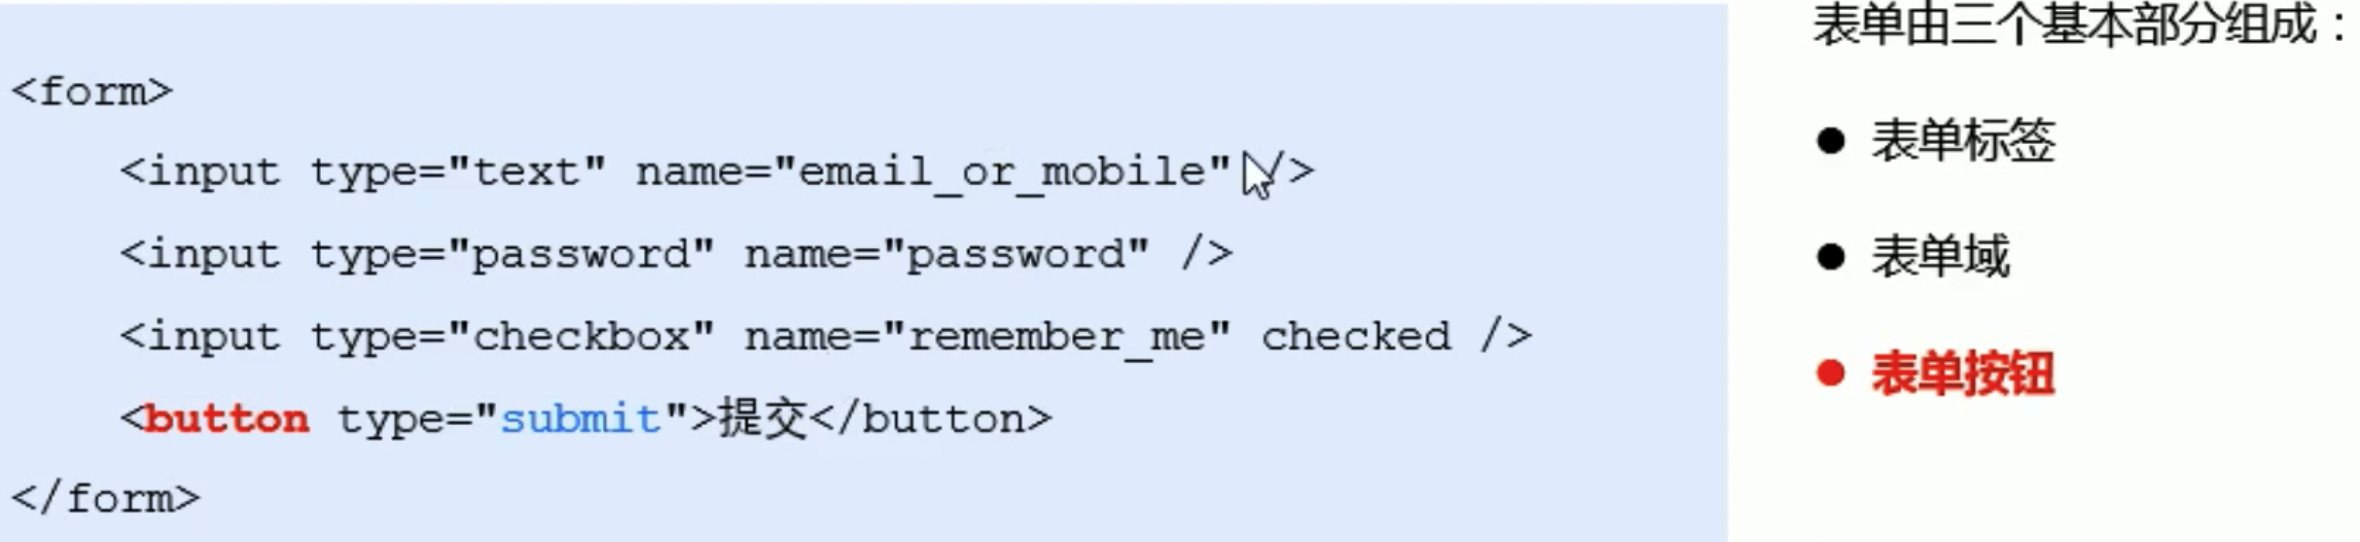 <form>
<input type="text" name="email_or_mobile" />
<input type="password" name="password" />
<input type="checkbox" name="remember_me" checked />
<button type="submit">提交</button>
</form>
表单由三个基本部分组成：
● 表单标签
● 表单域
● 表单按钮